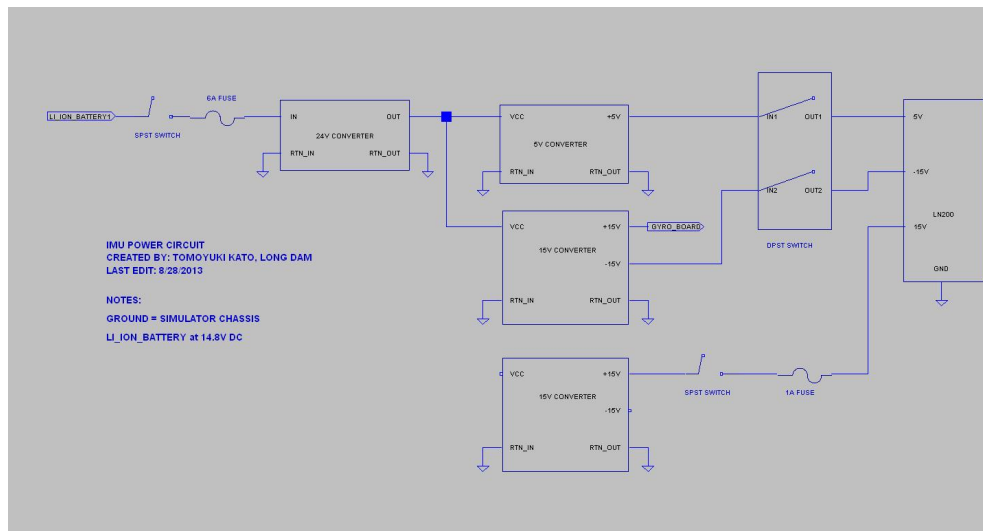 LI_ION_BATTERY1
SPST SWITCH
6A FUSE
IN
OUT
24V CONVERTER
RTN_IN
RTN_OUT
VCC
+5V
5V CONVERTER
RTN_IN
RTN_OUT
IN1
OUT1
IN2
OUT2
DPST SWITCH
5V
-15V
LN200
15V
GND
VCC
+15V
GYRO_BOARD
15V CONVERTER
-15V
RTN_IN
RTN_OUT
IMU POWER CIRCUIT
CREATED BY: TOMOYUKI KATO, LONG DAM
LAST EDIT: 8/28/2013
NOTES:
GROUND = SIMULATOR CHASSIS
LI_ION_BATTERY at 14.8V DC
VCC
+15V
15V CONVERTER
-15V
RTN_IN
RTN_OUT
SPST SWITCH
1A FUSE